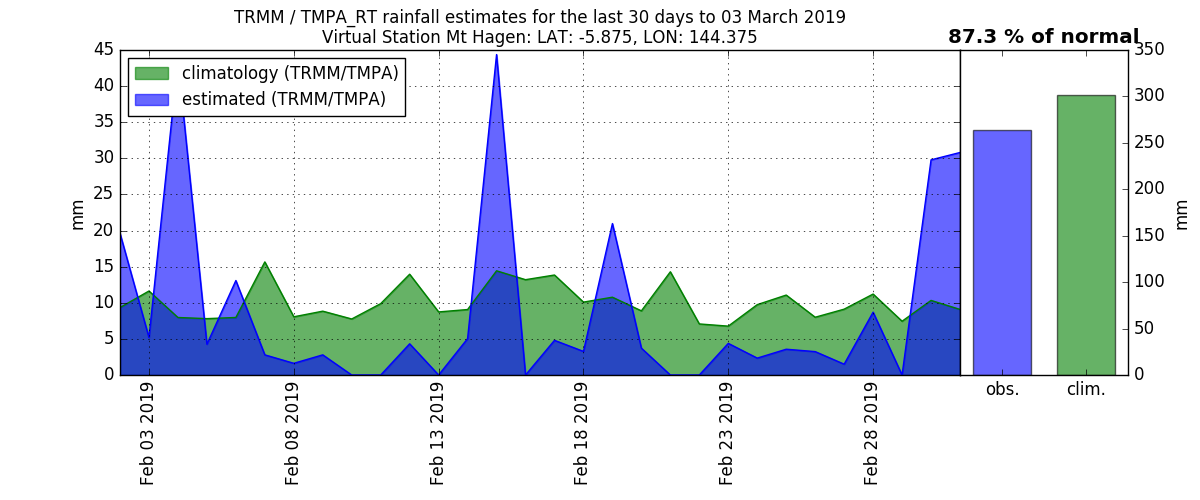 TRMM / TMPA_RT rainfall estimates for the last 30 days to 03 March 2019
Virtual Station Mt Hagen: LAT: -5.875, LON: 144.375
87.3 % of normal
climatology (TRMM/TMPA)
estimated (TRMM/TMPA)
45
40
35
30
25
20
15
10
5
0
mm
Feb 03 2019
Feb 08 2019
Feb 13 2019
Feb 18 2019
Feb 23 2019
Feb 28 2019
obs.
clim.
350
300
250
200
150
100
50
0
mm